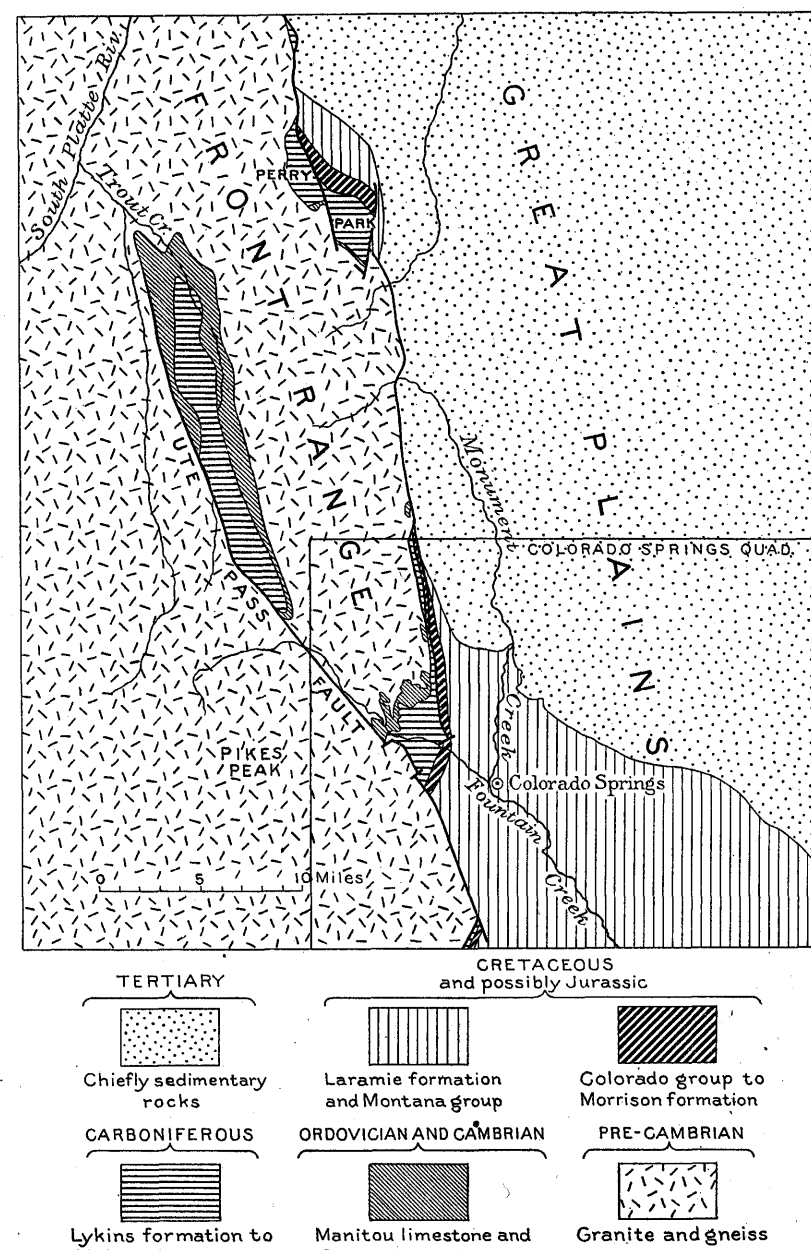 South Platte Riv.
Trout Cr.
FRONT RANGE
GREAT PLAINS
PERRY
PARK
UTE PASS FAULT
Monument Creek
COLORADO SPRINGS QUAD.
PIKES
PEAK
Colorado Springs
Fountain Creek
0 5 10 Miles
CRETACEOUS
and possibly Jurassic
TERTIARY
Chiefly sedimentary
rocks
Laramie formation
and Montana group
Colorado group to
Morrison formation
CARBONIFEROUS
ORDOVICIAN AND CAMBRIAN
PRE-CAMBRIAN
Lykins formation to
Manitou limestone and
Granite and gneiss